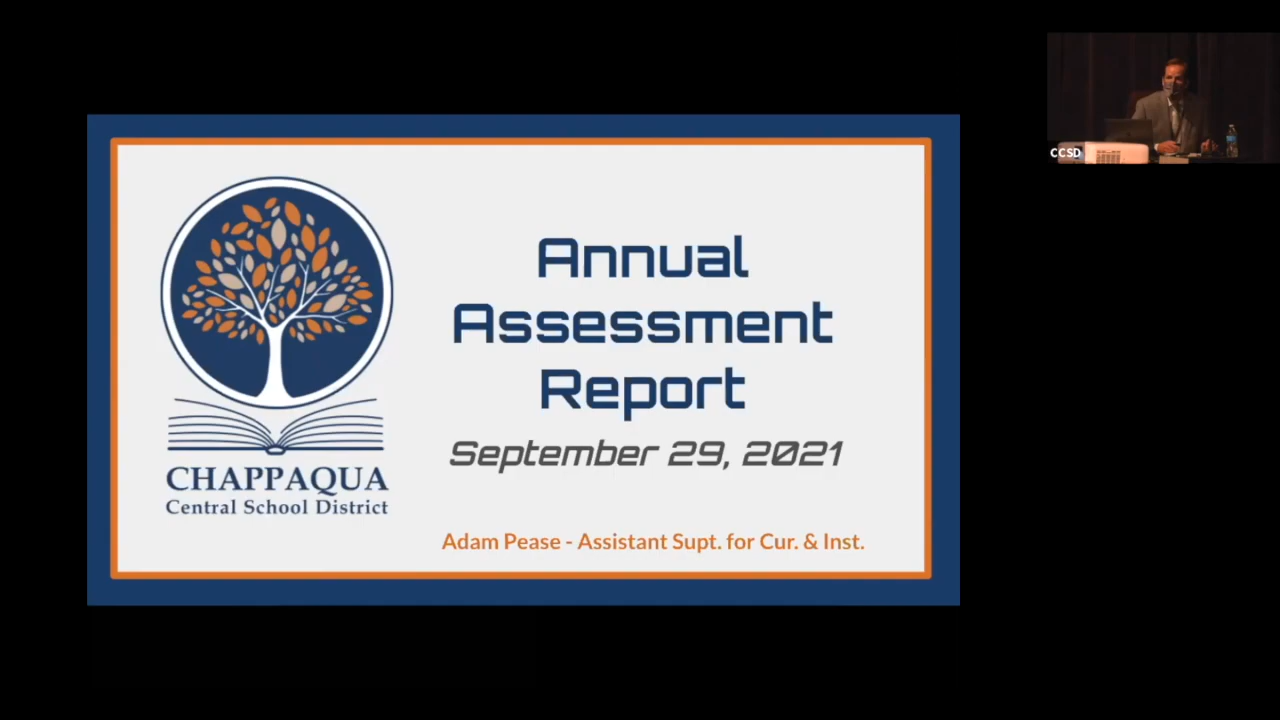 Annual
Assessment
Report
September 29, 2021
CHAPPAQUA
Central School District
Adam Pease - Assistant Supt. for Cur. & Inst.
CCSD